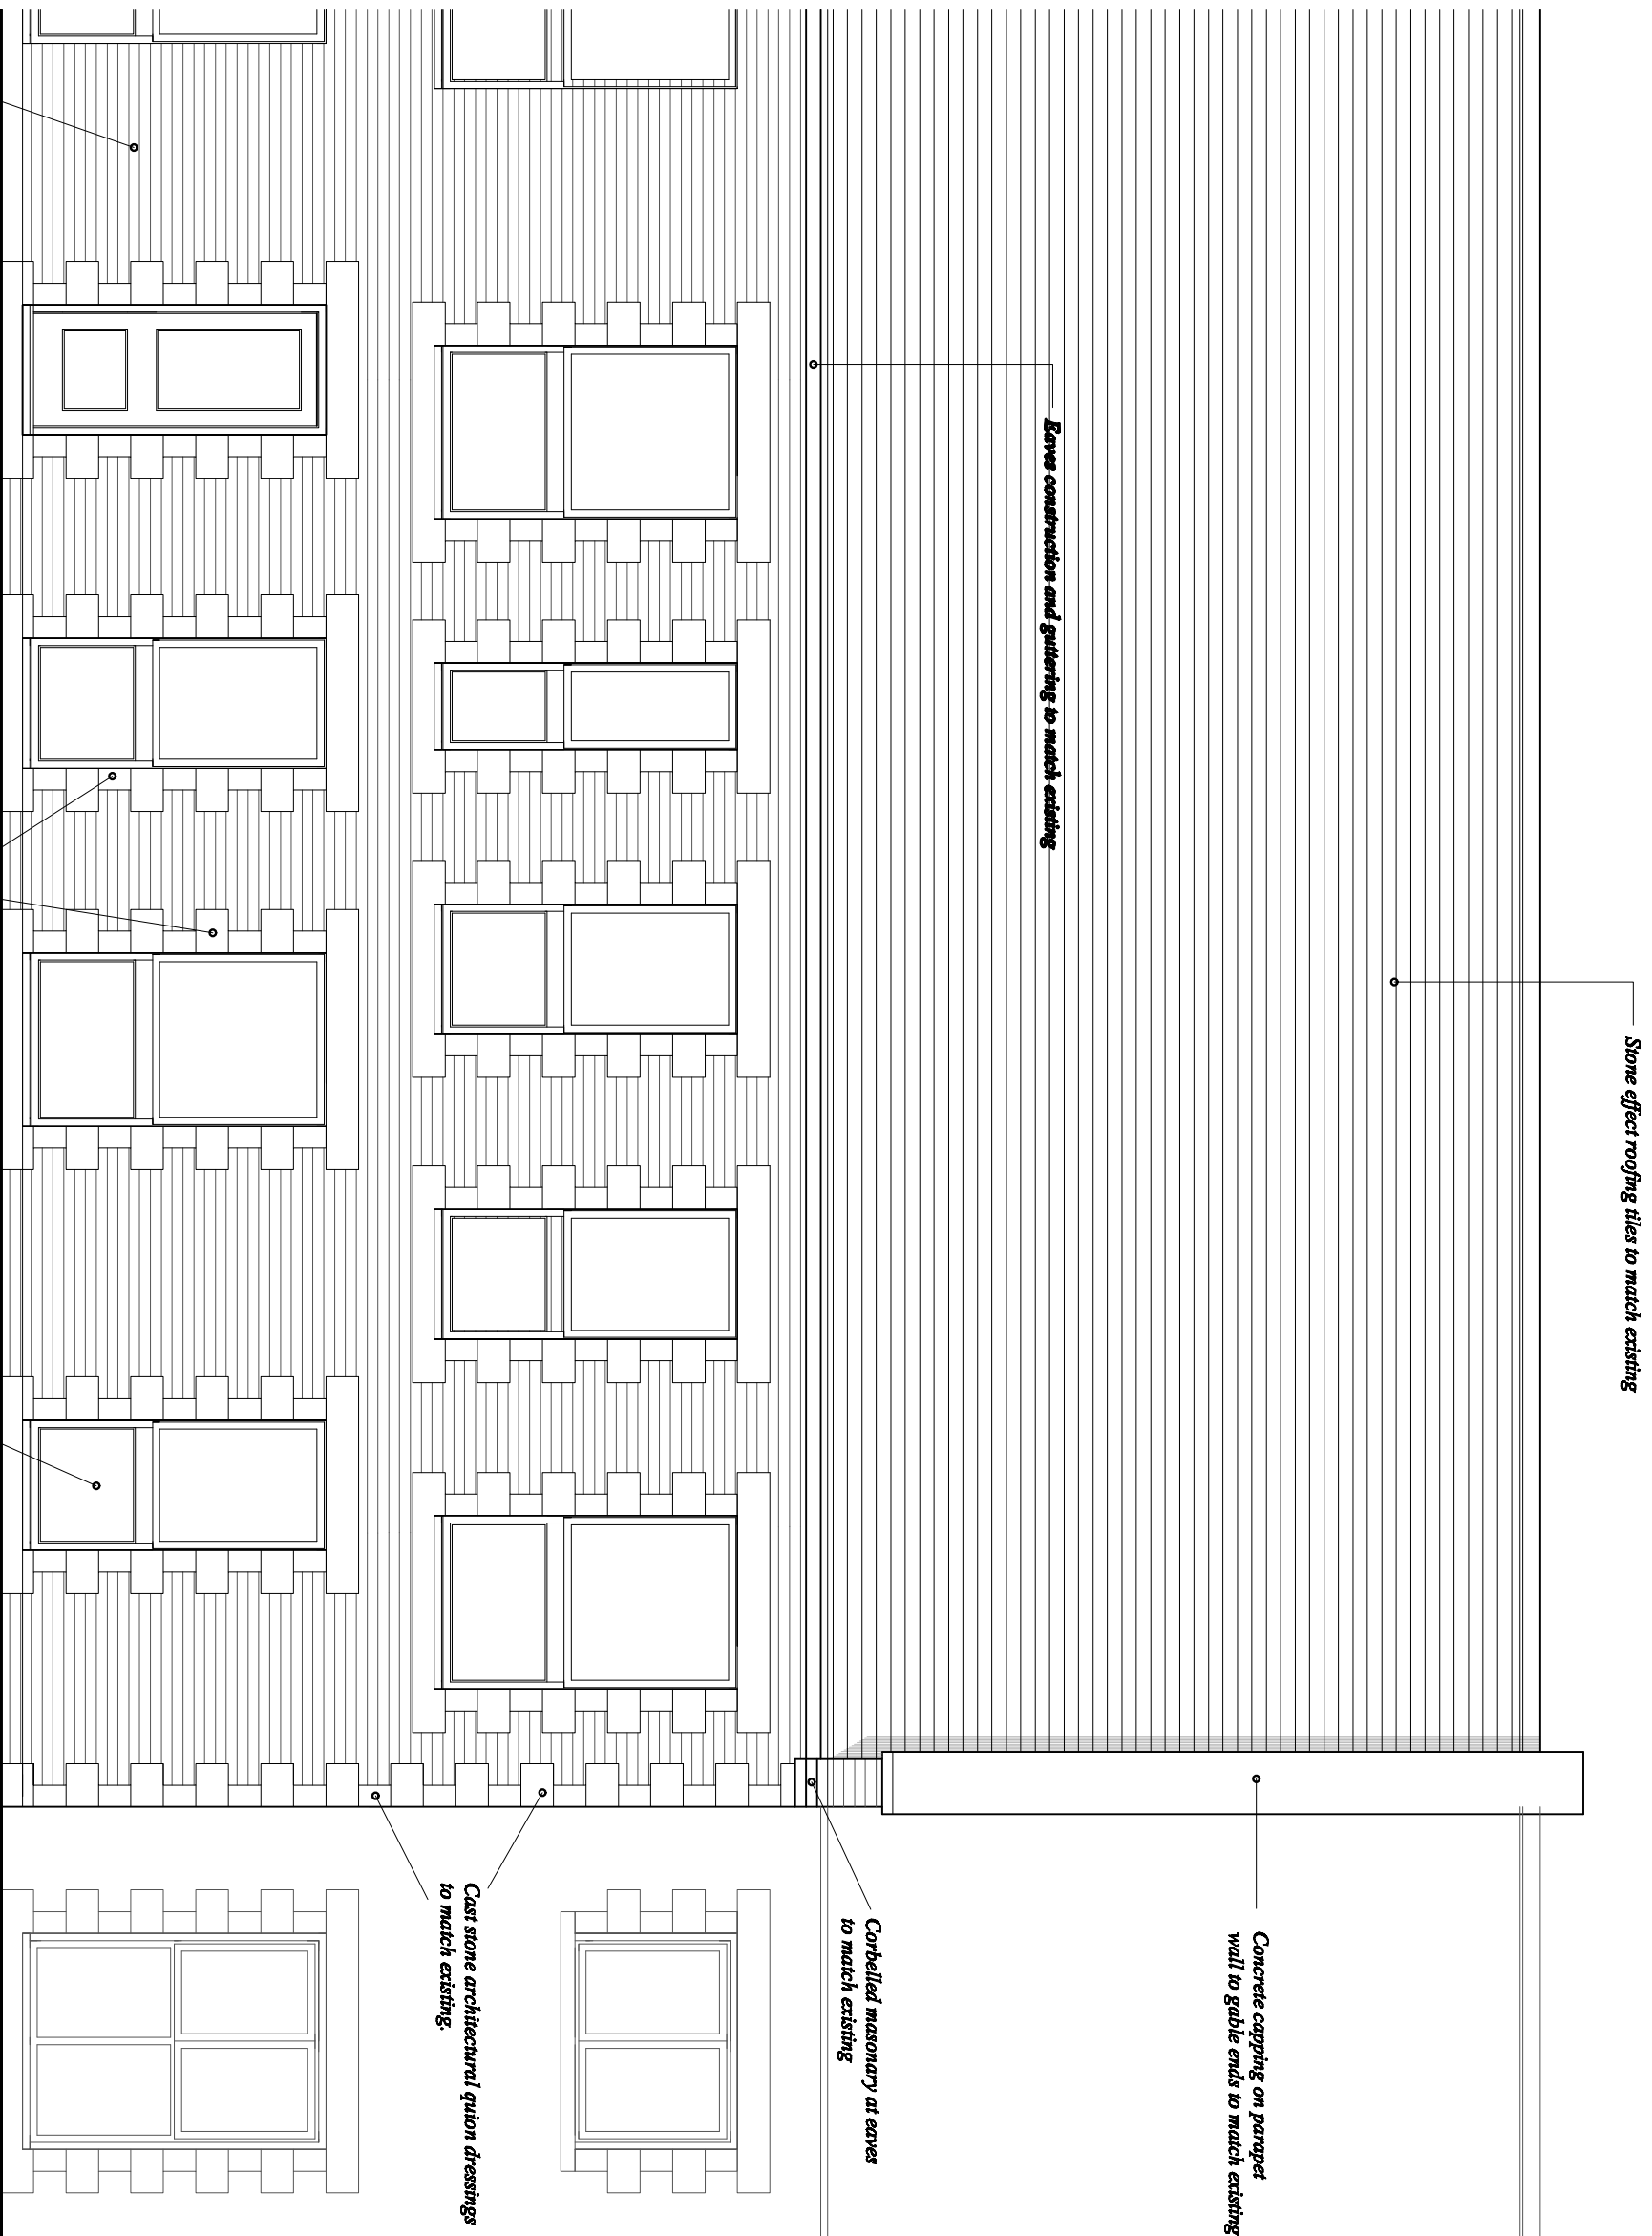 Stone effect roofing tiles to match existing
Eaves construction and guttering to match existing
Concrete capping on parapet
wall to gable ends to match existing
Corbelled masonary at eaves
to match existing
Cast stone architectural quion dressings
to match existing.